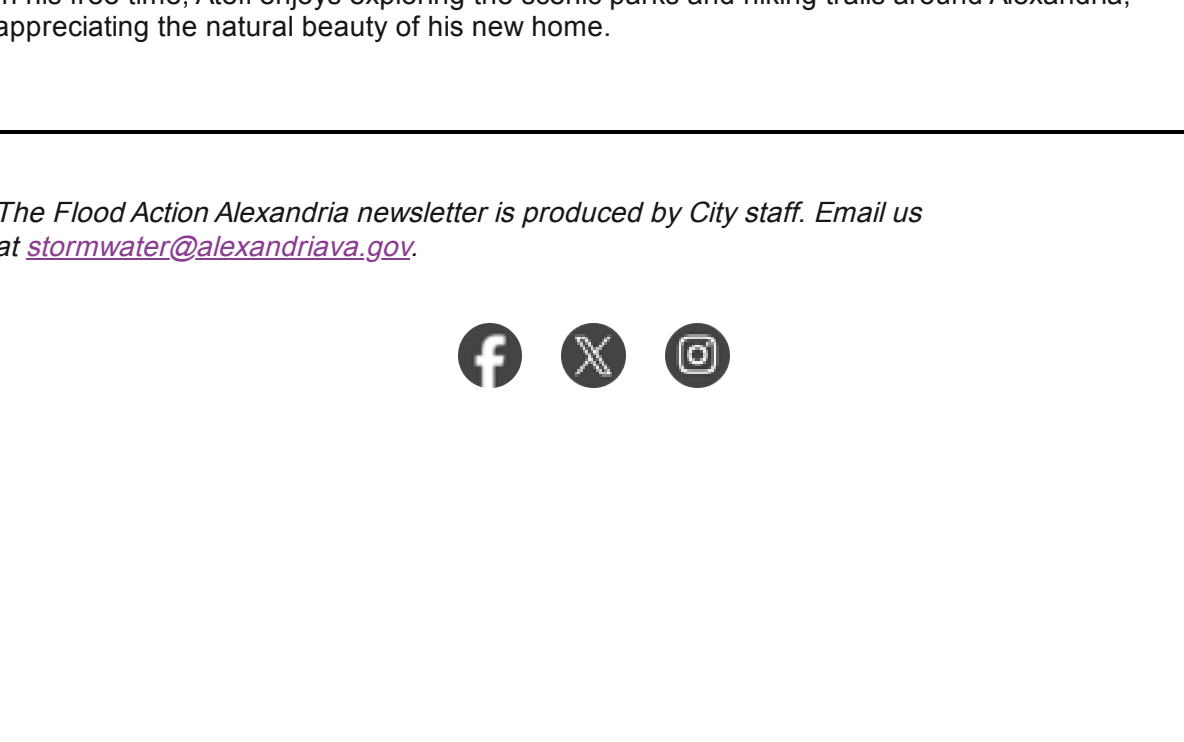 his free time, enjoys exploring the scenic parks and hiking trails around Alexandria,
appreciating the natural beauty of his new home.
The Flood Action Alexandria newsletter is produced by City staff. Email us
at stormwater@alexandriava.gov.